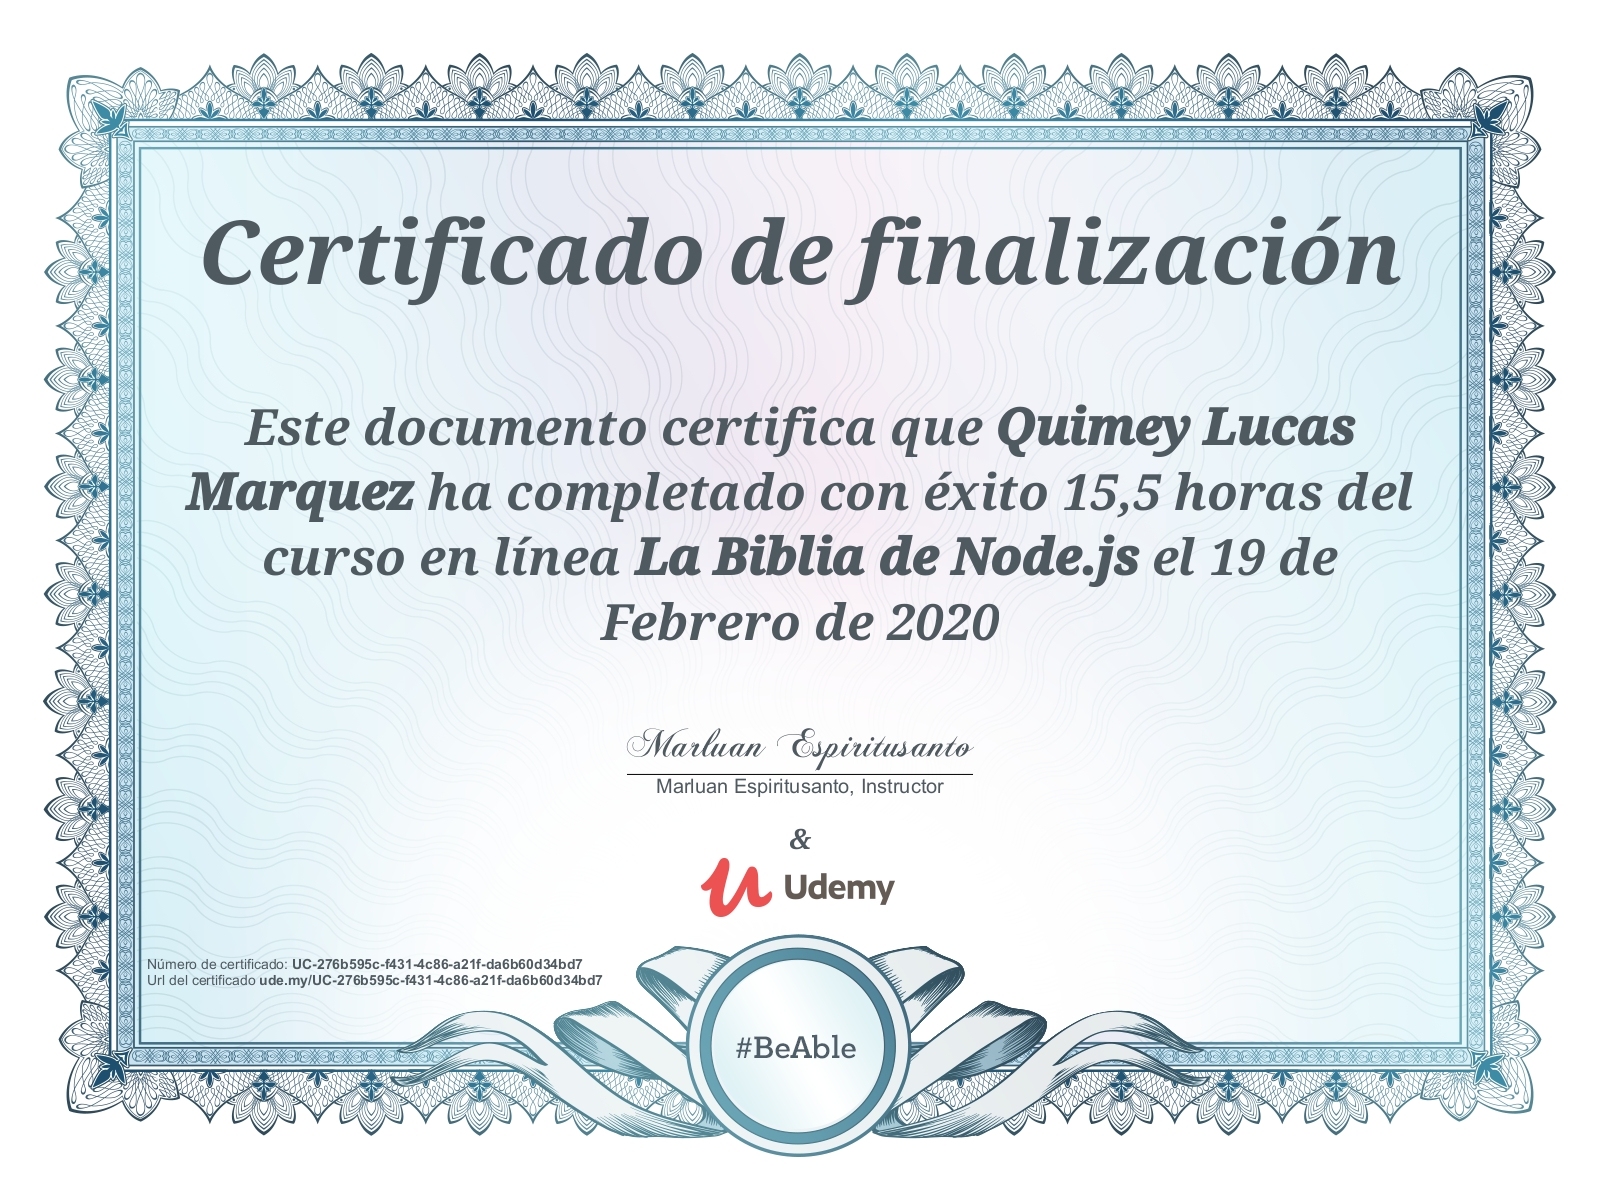 Certificado de finalización
Este documento certifica que Quimey Lucas
Marquez ha completado con éxito 15,5 horas del
curso en línea La Biblia de Node.js el 19 de
Febrero de 2020
Marluan Espiritusanto
Marluan Espiritusanto, Instructor
&
Udemy
Número de certificado: UC-276b595c-f431-4c86-a21f-da6b60d34bd7
Url del certificado ude.my/UC-276b595c-f431-4c86-a21f-da6b60d34bd7
#BeAble